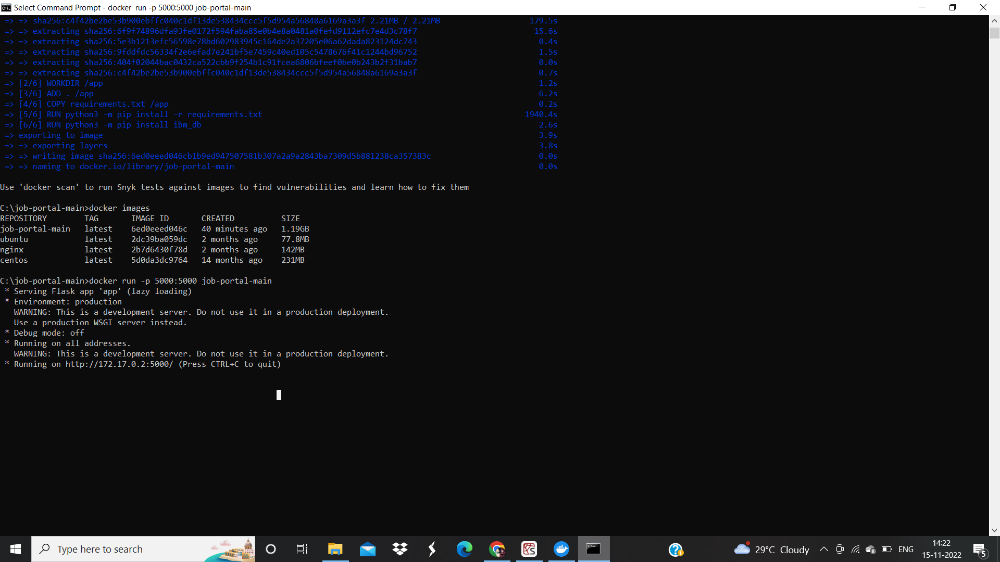 Select Command Prompt - docker  run -p 5000:5000 job-portal-main
=> => sha256:c4f42be2be53b900ebffc040c1df13de538434ccc5f5d954a56848a6169a3a3f 2.21MB / 2.21MB 179.5s
=> => extracting sha256:6f9f74896dfa93fe0172f594faba85e0b4e8a0481a0fefd9112efc7e4d3c78f7 15.6s
=> => extracting sha256:5e3b1213efc56598e78bd602983945c164de2a37205e06a62dada823124dc743 0.4s
=> => extracting sha256:9fddfdc56334f2e6efad7e241bf5e7459c40ed105c5478676f41c1244bd96752 1.5s
=> => extracting sha256:404f02044bac0432ca522cbb9f254b1c91fcea6806bfeef0be0b243b2f31bab7 0.0s
=> => extracting sha256:c4f42be2be53b900ebffc040c1df13de538434ccc5f5d954a56848a6169a3a3f 0.7s
=> [2/6] WORKDIR /app 1.2s
=> [3/6] ADD . /app 6.2s
=> [4/6] COPY requirements.txt /app 0.2s
=> [5/6] RUN python3 -m pip install -r requirements.txt 1940.4s
=> [6/6] RUN python3 -m pip install ibm_db 2.6s
=> exporting to image 3.9s
=> => exporting layers 3.8s
=> => writing image sha256:6ed0eeed046cb1b9ed947507581b307a2a9a2843ba7309d5b881238ca357383c 0.0s
=> => naming to docker.io/library/job-portal-main 0.0s
Use 'docker scan' to run Snyk tests against images to find vulnerabilities and learn how to fix them
C:\job-portal-main>docker images
REPOSITORY TAG IMAGE ID CREATED SIZE
job-portal-main latest 6ed0eeed046c 40 minutes ago 1.19GB
ubuntu latest 2dc39ba059dc 2 months ago 77.8MB
nginx latest 2b7d6430f78d 2 months ago 142MB
centos latest 5d0da3dc9764 14 months ago 231MB
C:\job-portal-main>docker run -p 5000:5000 job-portal-main
* Serving Flask app 'app' (lazy loading)
* Environment: production
WARNING: This is a development server. Do not use it in a production deployment.
Use a production WSGI server instead.
* Debug mode: off
* Running on all addresses.
WARNING: This is a development server. Do not use it in a production deployment.
* Running on http://172.17.0.2:5000/ (Press CTRL+C to quit)
Type here to search
29°C Cloudy
ENG
14:22
15-11-2022
5